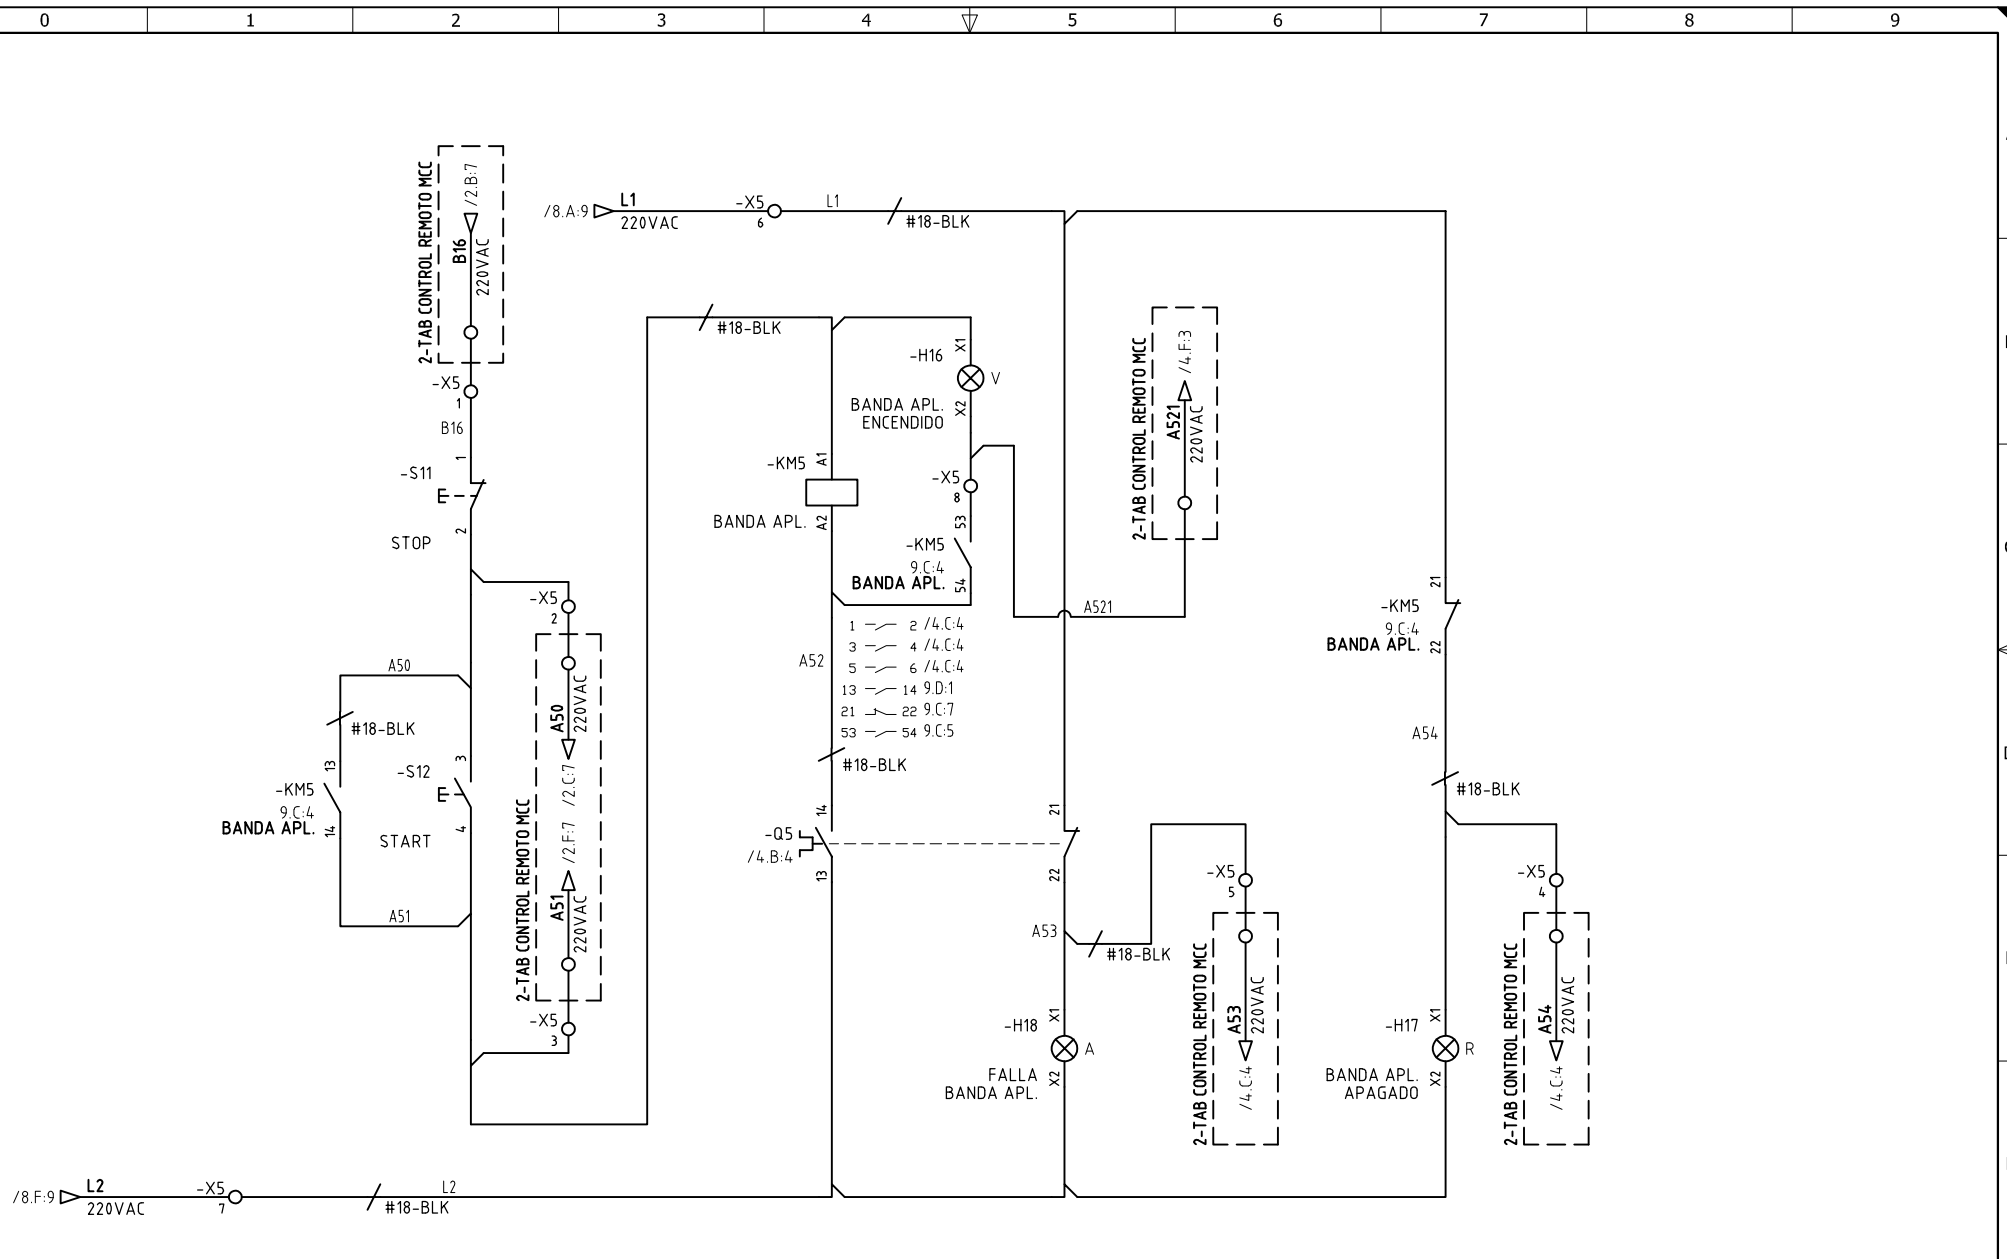 0 1 2 3 4 5 6 7 8 9
2-TAB CONTROL REMOTO MCC
/2.B:7
B16
220VAC
-X5
1
B16
1
-S11
2
STOP
/8.A:9
L1
220VAC
-X5
6
L1
#18-BLK
#18-BLK
-H16
X1
V
X2
BANDA APL.
ENCENDIDO
-KM5
A1
A2
BANDA APL.
-X5
8
53
-KM5
9.C:4
BANDA APL.
54
2-TAB CONTROL REMOTO MCC
/4.F:3
A521
220VAC
A521
1 2 /4.C:4
3 4 /4.C:4
5 6 /4.C:4
13 14 9.D:1
21 22 9.C:7
53 54 9.C:5
A52
#18-BLK
-X5
2
2-TAB CONTROL REMOTO MCC
A50
220VAC
/2.C:7
/2.F:7
A51
220VAC
-X5
3
A50
#18-BLK
13
-KM5
9.C:4
BANDA APL.
14
3
-S12
4
START
A51
14
-Q5
/4.B:4
13
21
22
A53
#18-BLK
-X5
5
2-TAB CONTROL REMOTO MCC
A53
220VAC
/4.C:4
-H18
X1
A
X2
FALLA
BANDA APL.
21
-KM5
9.C:4
BANDA APL.
22
A54
#18-BLK
-X5
4
2-TAB CONTROL REMOTO MCC
A54
220VAC
/4.C:4
-H17
X1
R
X2
BANDA APL.
APAGADO
/8.F:9
L2
220VAC
-X5
7
L2
#18-BLK